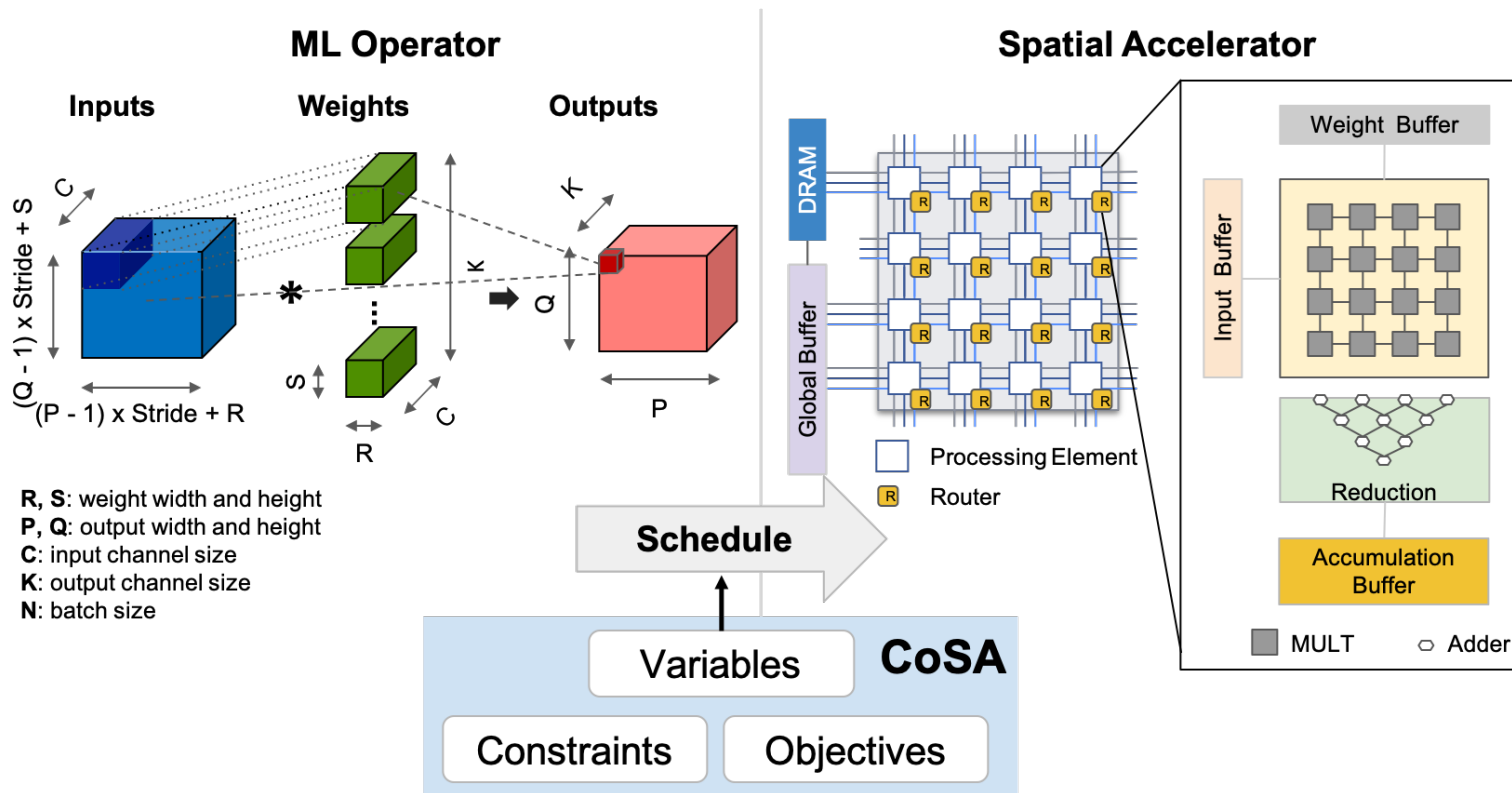 ML Operator
Inputs
Weights
Outputs
C
(Q - 1) x Stride + S
(P - 1) x Stride + R
*
K
S
R
C
K
Q
P
R, S: weight width and height
P, Q: output width and height
C: input channel size
K: output channel size
N: batch size
Spatial Accelerator
DRAM
Global Buffer
R R R R
R R R R
R R R R
R R R R
Processing Element
R Router
Weight Buffer
Input Buffer
Reduction
Accumulation
Buffer
MULT
Adder
Schedule
CoSA
Variables
Constraints
Objectives